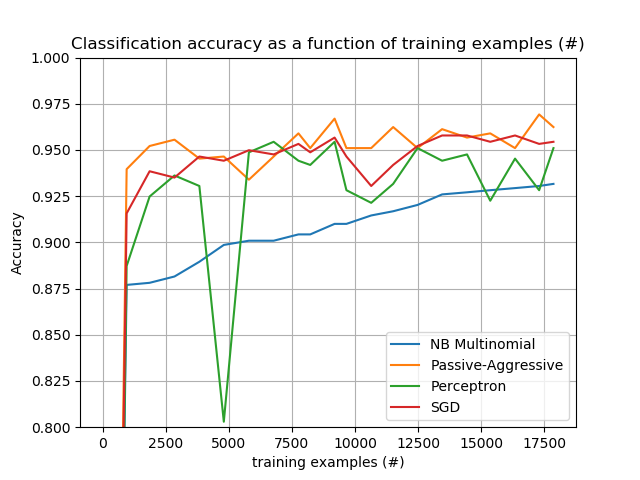 Classification accuracy as a function of training examples (#)
1.000
0.975
0.950
0.925
0.900
0.875
0.850
0.825
0.800
Accuracy
NB Multinomial
Passive-Aggressive
Perceptron
SGD
0 2500 5000 7500 10000 12500 15000 17500
training examples (#)